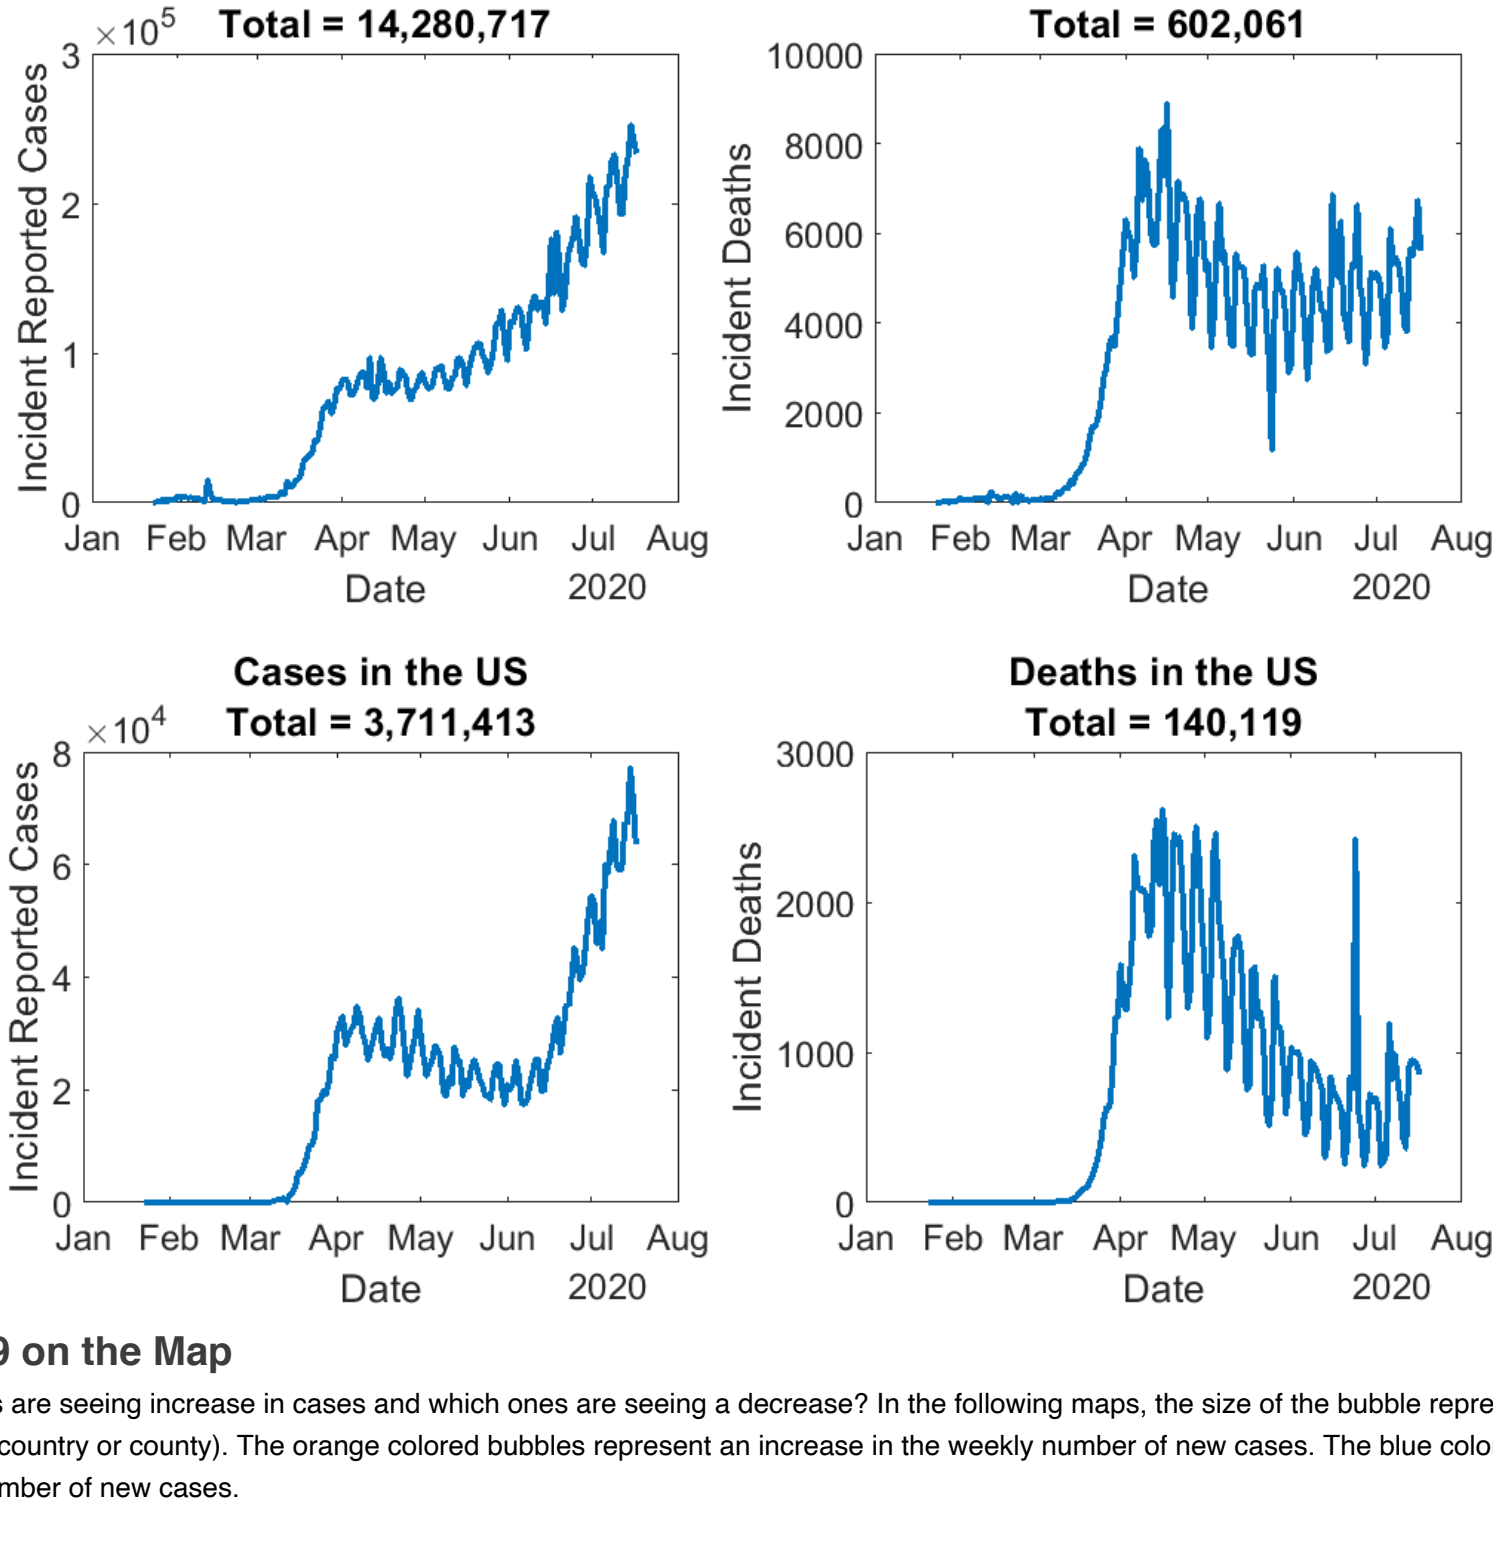 Total = 14,280,717
×10^5
3
2
1
0
Incident Reported Cases
Jan Feb Mar Apr May Jun Jul Aug
Date 2020
Total = 602,061
10000
8000
6000
4000
2000
0
Incident Deaths
Jan Feb Mar Apr May Jun Jul Aug
Date 2020
Cases in the US
Total = 3,711,413
×10^4
8
6
4
2
0
Incident Reported Cases
Jan Feb Mar Apr May Jun Jul Aug
Date 2020
Deaths in the US
Total = 140,119
3000
2000
1000
0
Incident Deaths
Jan Feb Mar Apr May Jun Jul Aug
Date 2020
9 on the Map
s are seeing increase in cases and which ones are seeing a decrease? In the following maps, the size of the bubble repre
country or county). The orange colored bubbles represent an increase in the weekly number of new cases. The blue colo
mber of new cases.